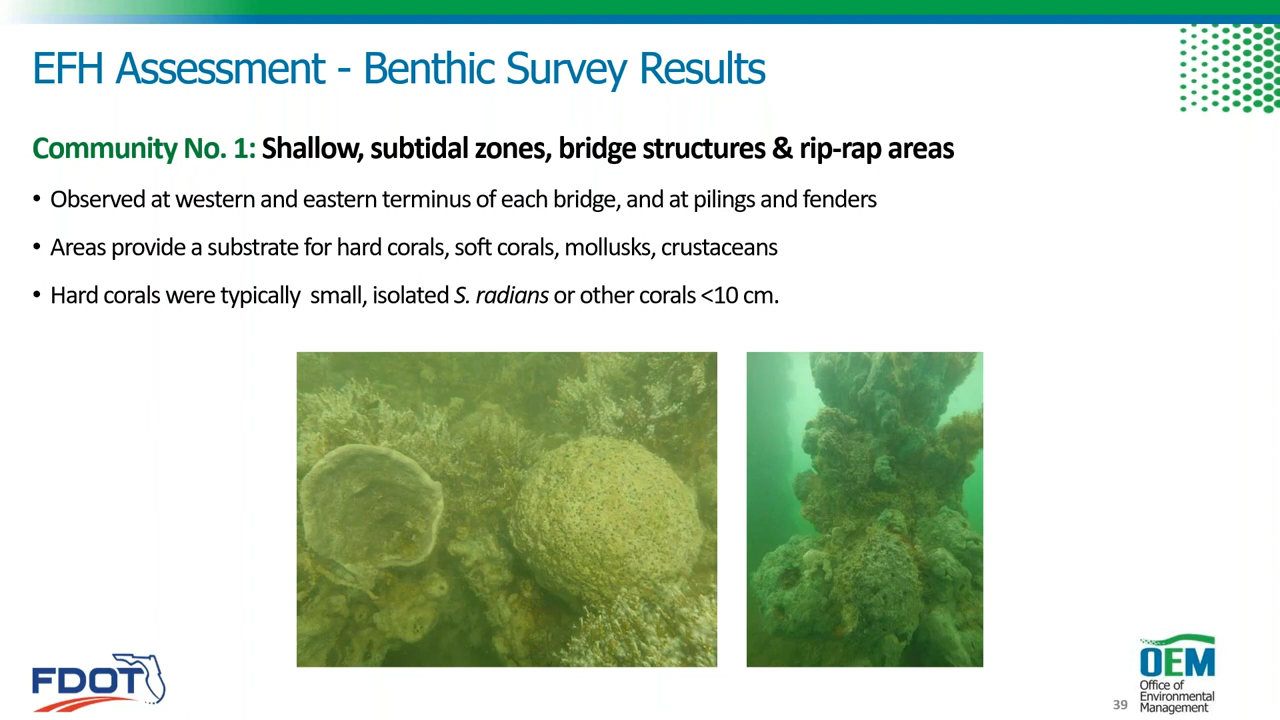 EFH Assessment - Benthic Survey Results
Community No. 1: Shallow, subtidal zones, bridge structures & rip-rap areas
• Observed at western and eastern terminus of each bridge, and at pilings and fenders
• Areas provide a substrate for hard corals, soft corals, mollusks, crustaceans
• Hard corals were typically small, isolated S. radians or other corals <10 cm.
FDOT
39
OEM
Office of
Environmental
Management